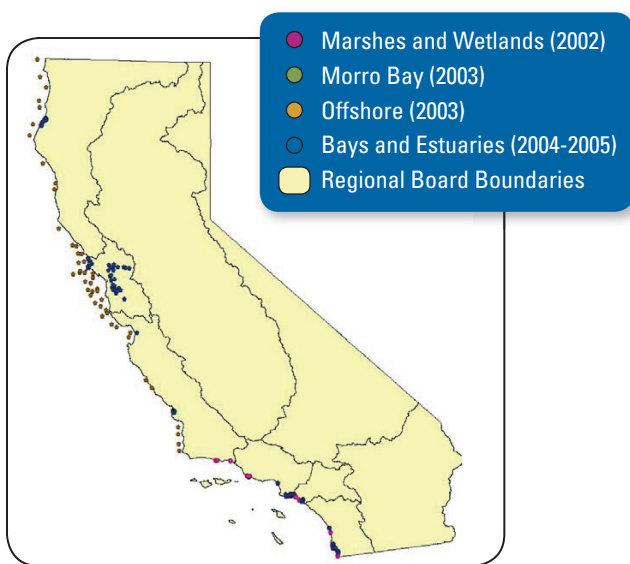 Marshes and Wetlands (2002)
Morro Bay (2003)
Offshore (2003)
Bays and Estuaries (2004-2005)
Regional Board Boundaries